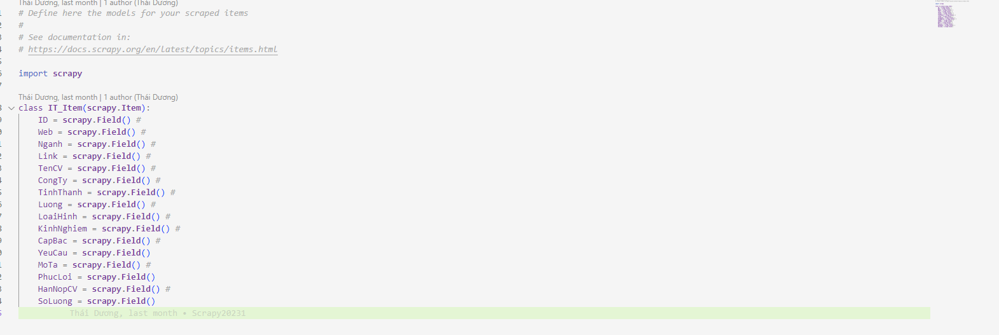 Thái Dương, last month | 1 author (Thái Dương)
# Define here the models for your scraped items
#
# See documentation in:
# https://docs.scrapy.org/en/latest/topics/items.html
import scrapy
Thái Dương, last month | 1 author (Thái Dương)
class IT_Item(scrapy.Item):
ID = scrapy.Field() #
Web = scrapy.Field() #
Nganh = scrapy.Field() #
Link = scrapy.Field() #
TenCV = scrapy.Field() #
CongTy = scrapy.Field() #
TinhThanh = scrapy.Field() #
Luong = scrapy.Field() #
LoaiHinh = scrapy.Field() #
KinhNghiem = scrapy.Field() #
CapBac = scrapy.Field() #
YeuCau = scrapy.Field()
MoTa = scrapy.Field() #
PhucLoi = scrapy.Field()
HanNopCV = scrapy.Field() #
SoLuong = scrapy.Field()
Thái Dương, last month • Scrapy20231